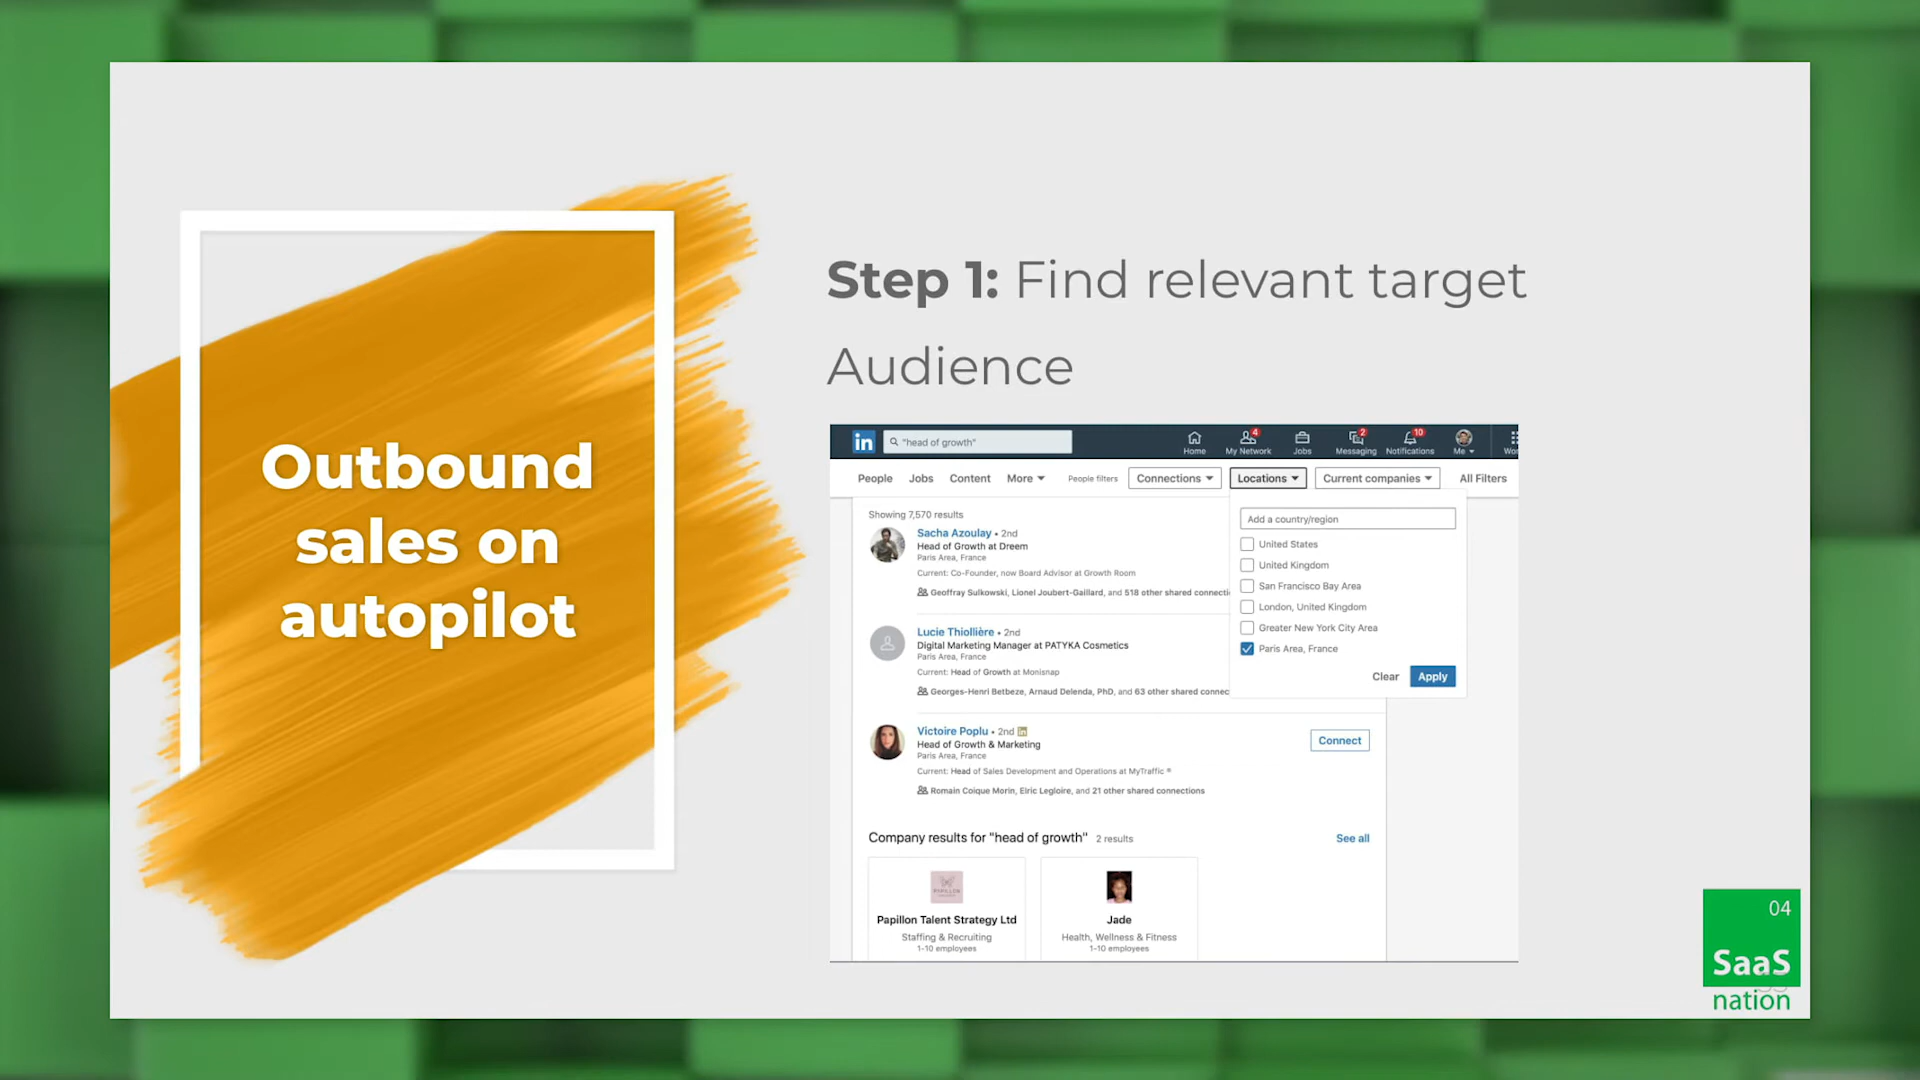 Outbound
sales on
autopilot
Step 1: Find relevant target
Audience
in
"head of growth"
Home
4
My Network
Jobs
2
Messaging
10
Notifications
Me
People
Jobs
Content
More
People filters
Connections
Locations
Current companies
All Filters
Showing 7,570 results
Sacha Azoulay • 2nd
Head of Growth at Dreem
Paris Area, France
Current: Co-Founder, now Board Advisor at Growth Room
Geoffray Sulkowski, Lionel Joubert-Gaillard, and 518 other shared connecti
Lucie Thiollière • 2nd
Digital Marketing Manager at PATYKA Cosmetics
Paris Area, France
Current: Head of Growth at Monisnap
Georges-Henri Betbeze, Arnaud Delenda, PhD, and 63 other shared connec
Victoire Poplu • 2nd in
Head of Growth & Marketing
Paris Area, France
Current: Head of Sales Development and Operations at MyTraffic ®
Romain Coique Morin, Elric Legloire, and 21 other shared connections
Connect
Add a country/region
United States
United Kingdom
San Francisco Bay Area
London, United Kingdom
Greater New York City Area
Paris Area, France
Clear
Apply
Company results for "head of growth" 2 results
See all
PAPILLON
Papillon Talent Strategy Ltd
Staffing & Recruiting
1-10 employees
Jade
Health, Wellness & Fitness
1-10 employees
04
SaaS
nation